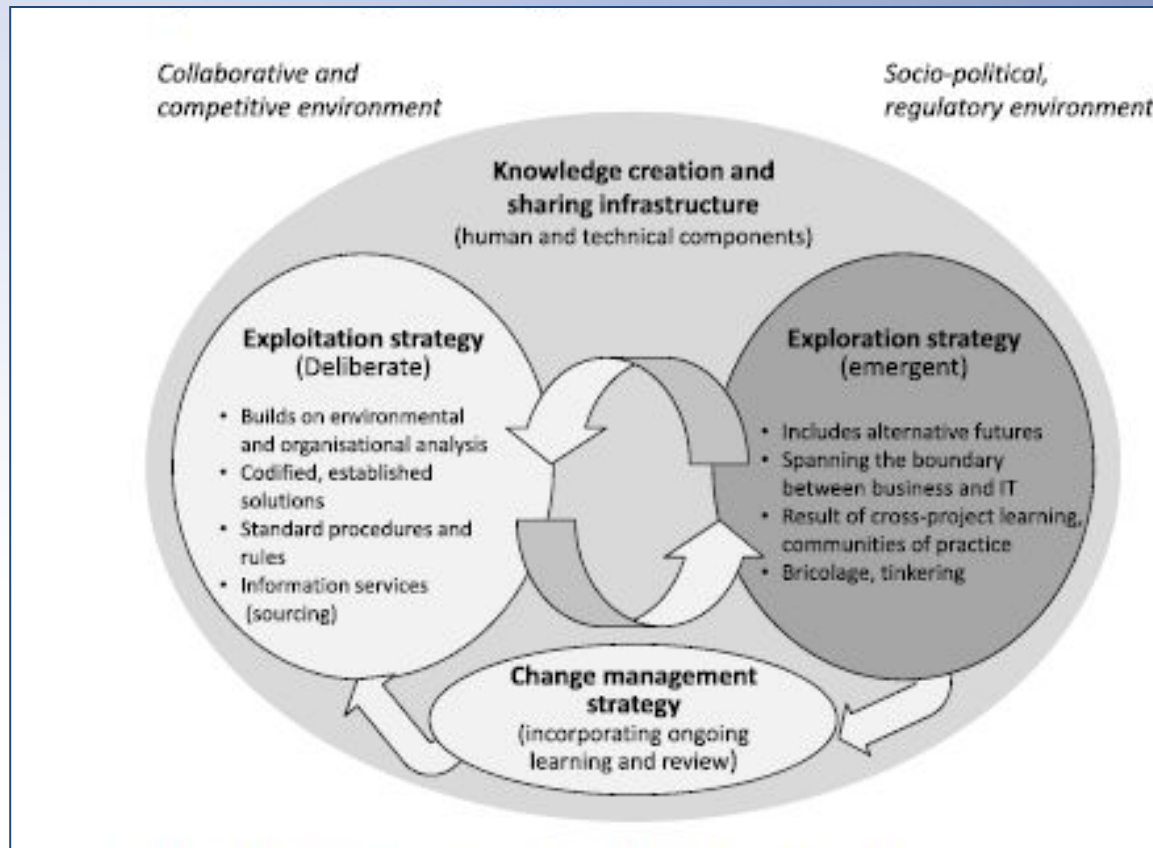 Collaborative and
competitive environment
Socio-political,
regulatory environment
Knowledge creation and
sharing infrastructure
(human and technical components)
Exploitation strategy
(Deliberate)
• Builds on environmental
and organisational analysis
• Codified, established
solutions
• Standard procedures and
rules
• Information services
(sourcing)
Exploration strategy
(emergent)
• Includes alternative futures
• Spanning the boundary
between business and IT
• Result of cross-project learning,
communities of practice
• Bricolage, tinkering
Change management
strategy
(incorporating ongoing
learning and review)